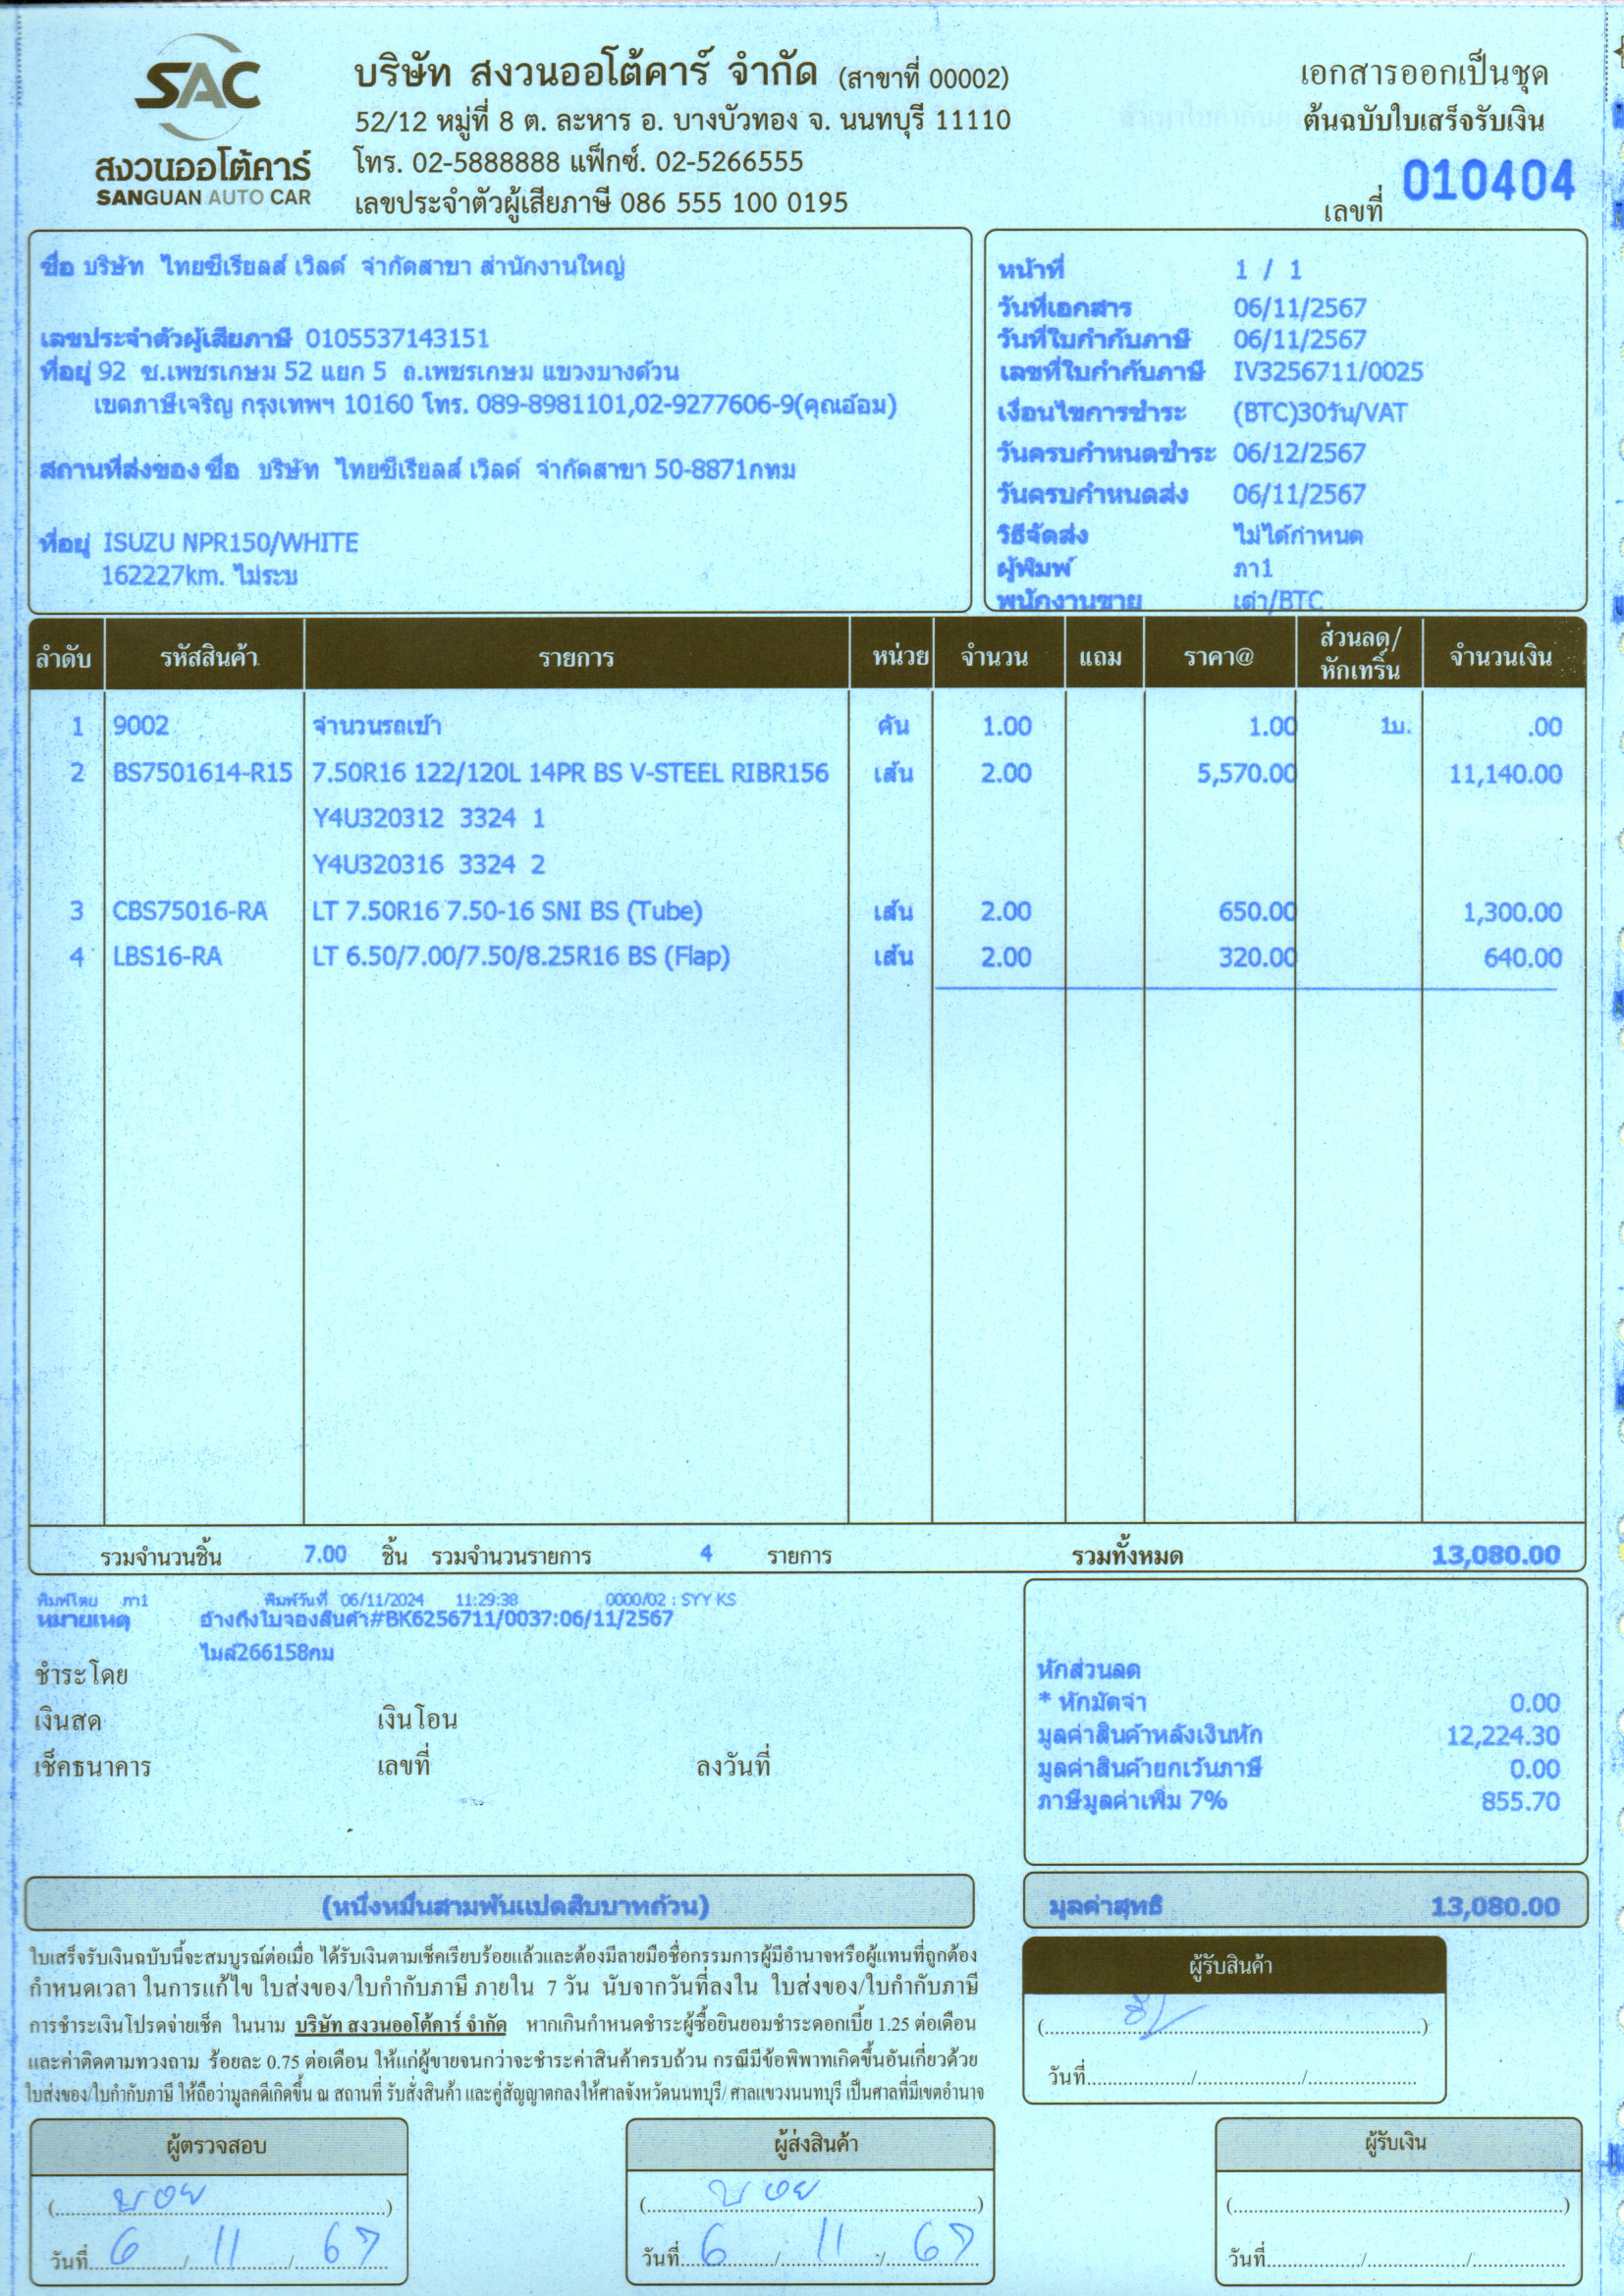 SAC
สงวนออโต้คาร์
SANGUAN AUTO CAR
บริษัท สงวนออโต้คาร์ จำกัด (สาขาที่ 00002)
52/12 หมู่ที่ 8 ต. ละหาร อ. บางบัวทอง จ. นนทบุรี 11110
โทร. 02-5888888 แฟ็กซ์. 02-5266555
เลขประจำตัวผู้เสียภาษี 086 555 100 0195
เอกสารออกเป็นชุด
ต้นฉบับใบเสร็จรับเงิน
เลขที่ 010404
ชื่อ บริษัท ไทยซีเรียลส์ เวิลด์ จำกัดสาขา สำนักงานใหญ่
เลขประจำตัวผู้เสียภาษี 0105537143151
ที่อยู่ 92 ซ.เพชรเกษม 52 แยก 5 ถ.เพชรเกษม แขวงบางด้วน
เขตภาษีเจริญ กรุงเทพฯ 10160 โทร. 089-8981101,02-9277606-9(คุณอ้อม)
สถานที่ส่งของ ชื่อ บริษัท ไทยซีเรียลส์ เวิลด์ จำกัดสาขา 50-8871กทม
ที่อยู่ ISUZU NPR150/WHITE
162227km. ไม่ระบ
หน้าที่ 1 / 1
วันที่เอกสาร 06/11/2567
วันที่ใบกำกับภาษี 06/11/2567
เลขที่ใบกำกับภาษี IV3256711/0025
เงื่อนไขการชำระ (BTC)30วัน/VAT
วันครบกำหนดชำระ 06/12/2567
วันครบกำหนดส่ง 06/11/2567
วิธีจัดส่ง ไม่ได้กำหนด
ผู้พิมพ์ ภา1
พนักงานขาย เต๋า/BTC
ลำดับ รหัสสินค้า รายการ หน่วย จำนวน แถม ราคา@ ส่วนลด/หักเทริ์น จำนวนเงิน
1 9002 จำนวนรถเข้า คัน 1.00 1.00 1บ. .00
2 BS7501614-R15 7.50R16 122/120L 14PR BS V-STEEL RIBR156 เส้น 2.00 5,570.00 11,140.00
Y4U320312 3324 1
Y4U320316 3324 2
3 CBS75016-RA LT 7.50R16 7.50-16 SNI BS (Tube) เส้น 2.00 650.00 1,300.00
4 LBS16-RA LT 6.50/7.00/7.50/8.25R16 BS (Flap) เส้น 2.00 320.00 640.00
รวมจำนวนชิ้น 7.00 ชิ้น รวมจำนวนรายการ 4 รายการ รวมทั้งหมด 13,080.00
พิมพ์โดย ภา1 พิมพ์วันที่ 06/11/2024 11:29:38 0000/02 : SYY KS
หมายเหตุ อ้างถึงใบจองสินค้า#BK6256711/0037:06/11/2567
ไมล์266158กม
ชำระโดย
เงินสด เงินโอน
เช็คธนาคาร เลขที่ ลงวันที่
หักส่วนลด
* หักมัดจำ 0.00
มูลค่าสินค้าหลังเงินหัก 12,224.30
มูลค่าสินค้ายกเว้นภาษี 0.00
ภาษีมูลค่าเพิ่ม 7% 855.70
(หนึ่งหมื่นสามพันแปดสิบบาทถ้วน)
มูลค่าสุทธิ 13,080.00
ใบเสร็จรับเงินฉบับนี้จะสมบูรณ์ต่อเมื่อ ได้รับเงินตามเช็คเรียบร้อยแล้วและต้องมีลายมือชื่อกรรมการผู้มีอำนาจหรือผู้แทนที่ถูกต้อง
กำหนดเวลา ในการแก้ไข ใบส่งของ/ใบกำกับภาษี ภายใน 7 วัน นับจากวันที่ลงใน ใบส่งของ/ใบกำกับภาษี
การชำระเงินโปรดจ่ายเช็ค ในนาม บริษัท สงวนออโต้คาร์ จำกัด หากเกินกำหนดชำระผู้ซื้อยินยอมชำระดอกเบี้ย 1.25 ต่อเดือน
และค่าติดตามทวงถาม ร้อยละ 0.75 ต่อเดือน ให้แก่ผู้ขายจนกว่าจะชำระค่าสินค้าครบถ้วน กรณีมีข้อพิพาทเกิดขึ้นอันเกี่ยวด้วย
ใบส่งของ/ใบกำกับภาษี ให้ถือว่ามูลคดีเกิดขึ้น ณ สถานที่ รับสั่งสินค้า และคู่สัญญาตกลงให้ศาลจังหวัดนนทบุรี/ ศาลแขวงนนทบุรี เป็นศาลที่มีเขตอำนาจ
ผู้รับสินค้า
วันที่
ผู้ตรวจสอบ
(บอย)
วันที่ 6 / 11 / 67
ผู้ส่งสินค้า
(บอย)
วันที่ 6 / 11 / 67
ผู้รับเงิน
วันที่